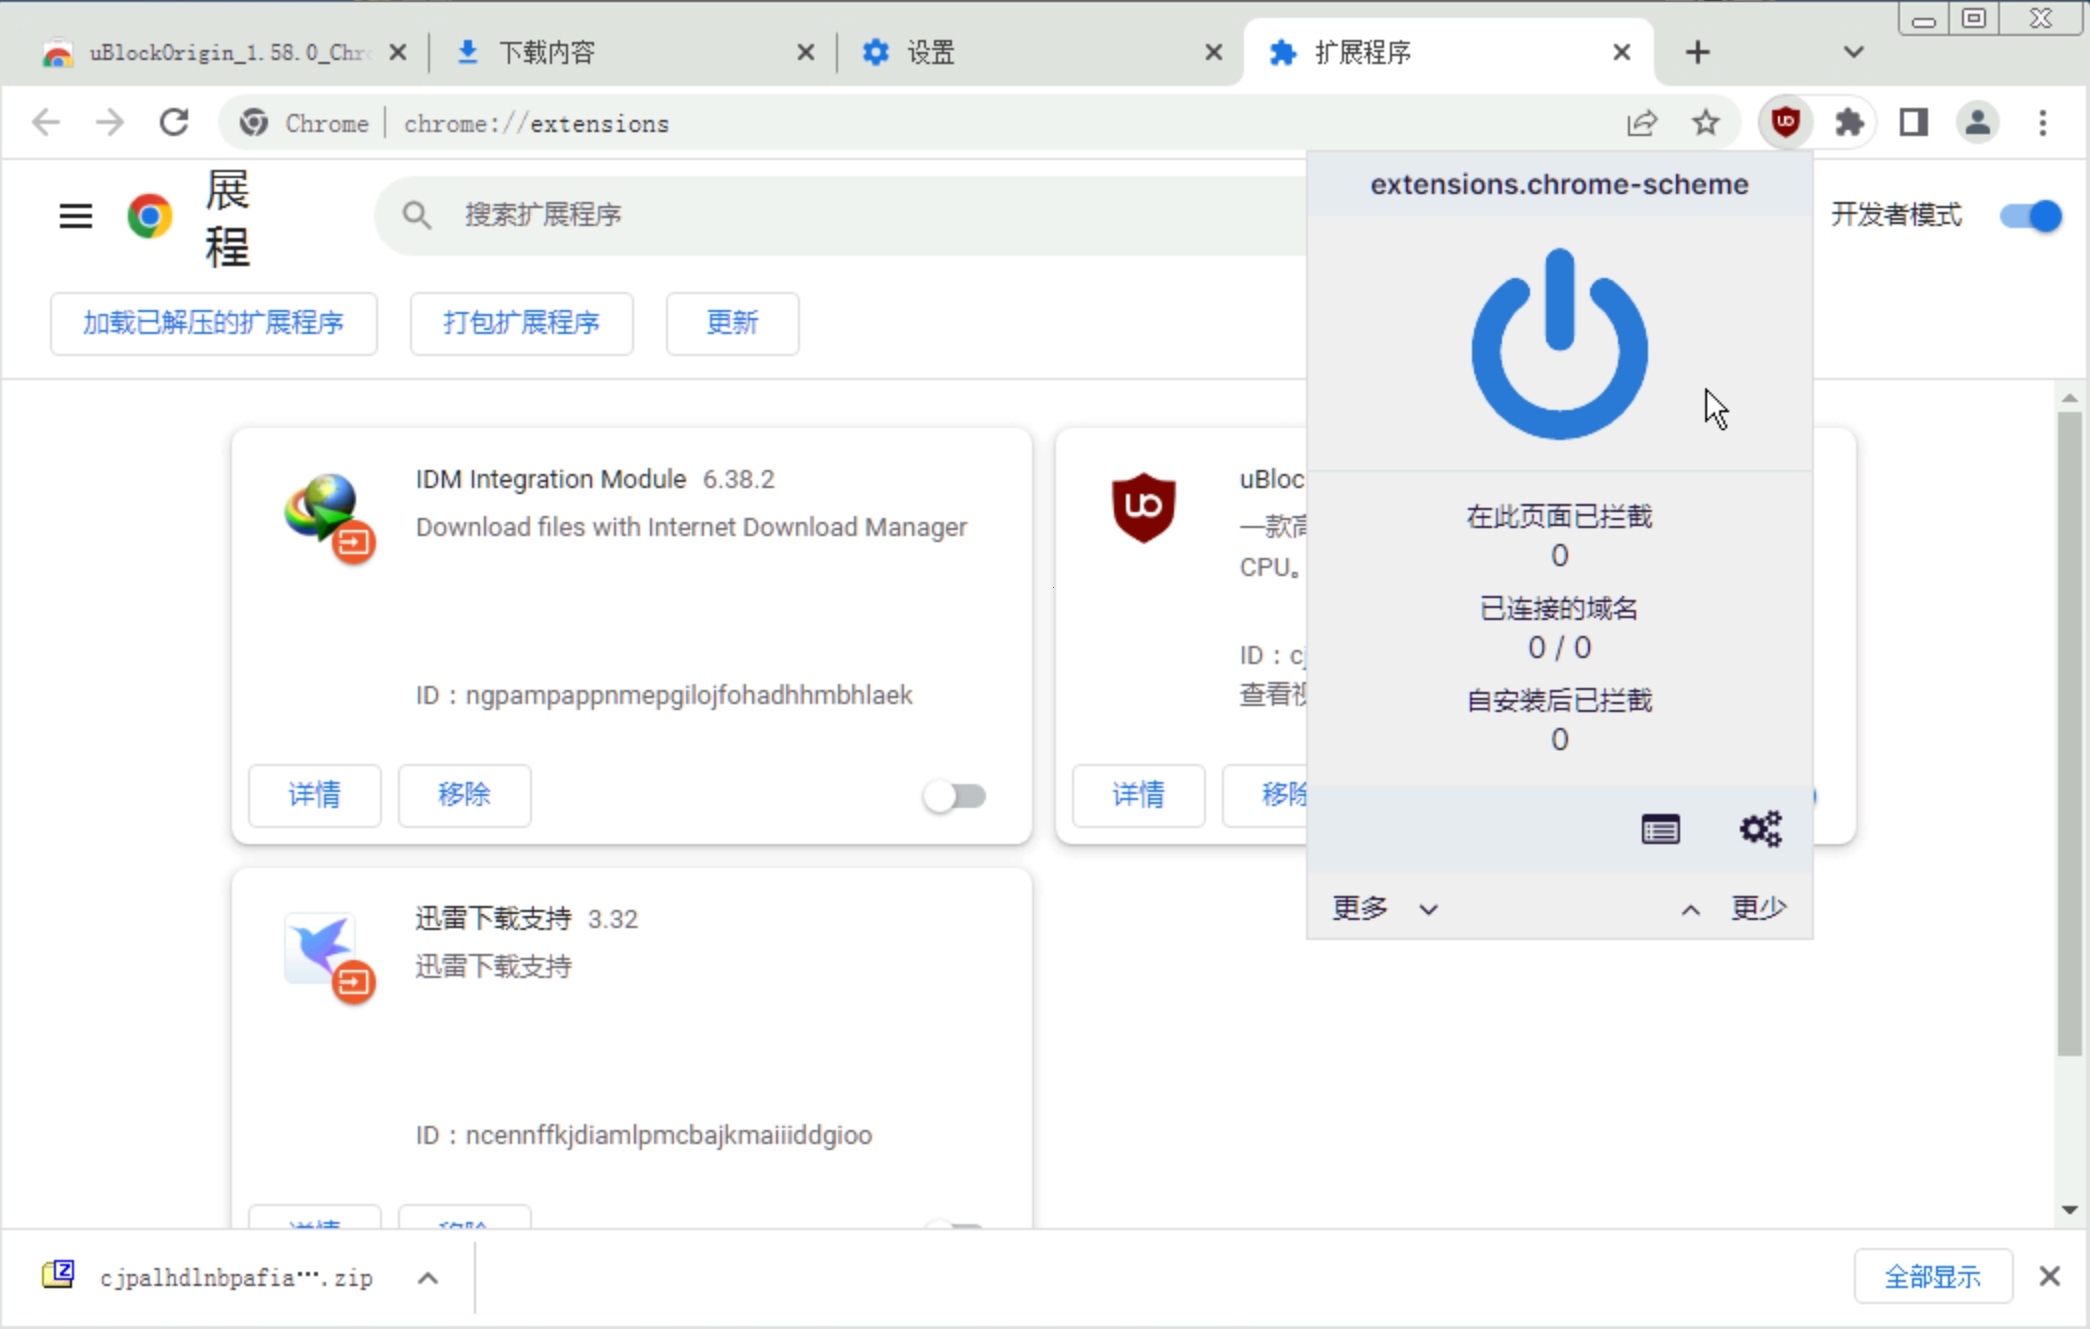 uBlockOrigin_1.58.0_Chr
下载内容
设置
扩展程序
Chrome
chrome://extensions
展
程
搜索扩展程序
extensions.chrome-scheme
开发者模式
加载已解压的扩展程序
打包扩展程序
更新
IDM Integration Module 6.38.2
Download files with Internet Download Manager
ID：ngpampappnmepgilojfohadhhmbhlaek
详情
移除
uBloc
一款高
CPU。
ID：cj
查看视
详情
移除
在此页面已拦截
0
已连接的域名
0 / 0
自安装后已拦截
0
更多
更少
迅雷下载支持 3.32
迅雷下载支持
ID：ncennffkjdiamlpmcbajkmaiiiddgioo
详情
移除
cjpalhdlnbpafia….zip
全部显示